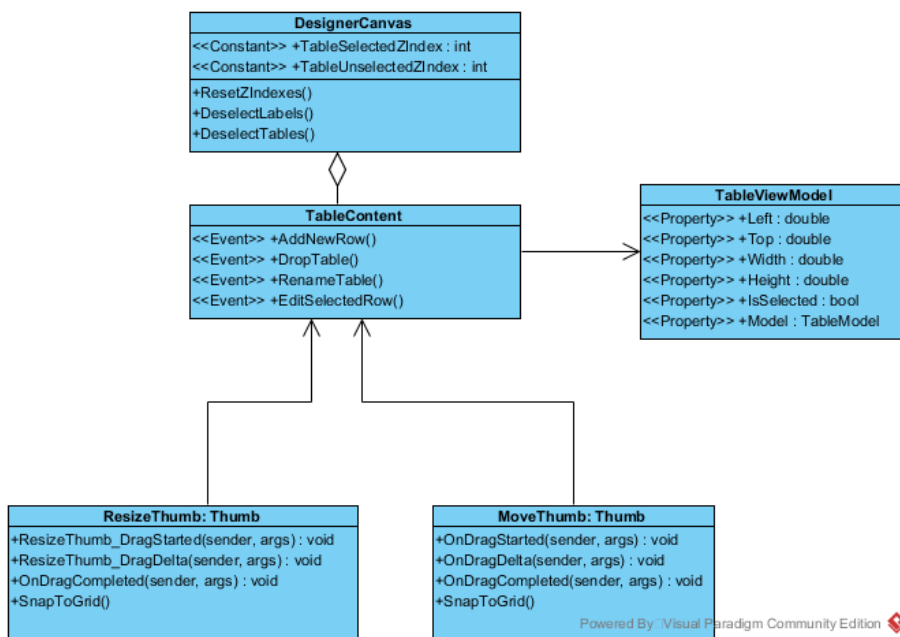 DesignerCanvas
<<Constant>> +TableSelectedZIndex : int
<<Constant>> +TableUnselectedZIndex : int
+ResetZIndexes()
+DeselectLabels()
+DeselectTables()
TableContent
<<Event>> +AddNewRow()
<<Event>> +DropTable()
<<Event>> +RenameTable()
<<Event>> +EditSelectedRow()
TableViewModel
<<Property>> +Left : double
<<Property>> +Top : double
<<Property>> +Width : double
<<Property>> +Height : double
<<Property>> +IsSelected : bool
<<Property>> +Model : TableModel
ResizeThumb: Thumb
+ResizeThumb_DragStarted(sender, args) : void
+ResizeThumb_DragDelta(sender, args) : void
+OnDragCompleted(sender, args) : void
+SnapToGrid()
MoveThumb: Thumb
+OnDragStarted(sender, args) : void
+OnDragDelta(sender, args) : void
+OnDragCompleted(sender, args) : void
+SnapToGrid()
Powered By Visual Paradigm Community Edition